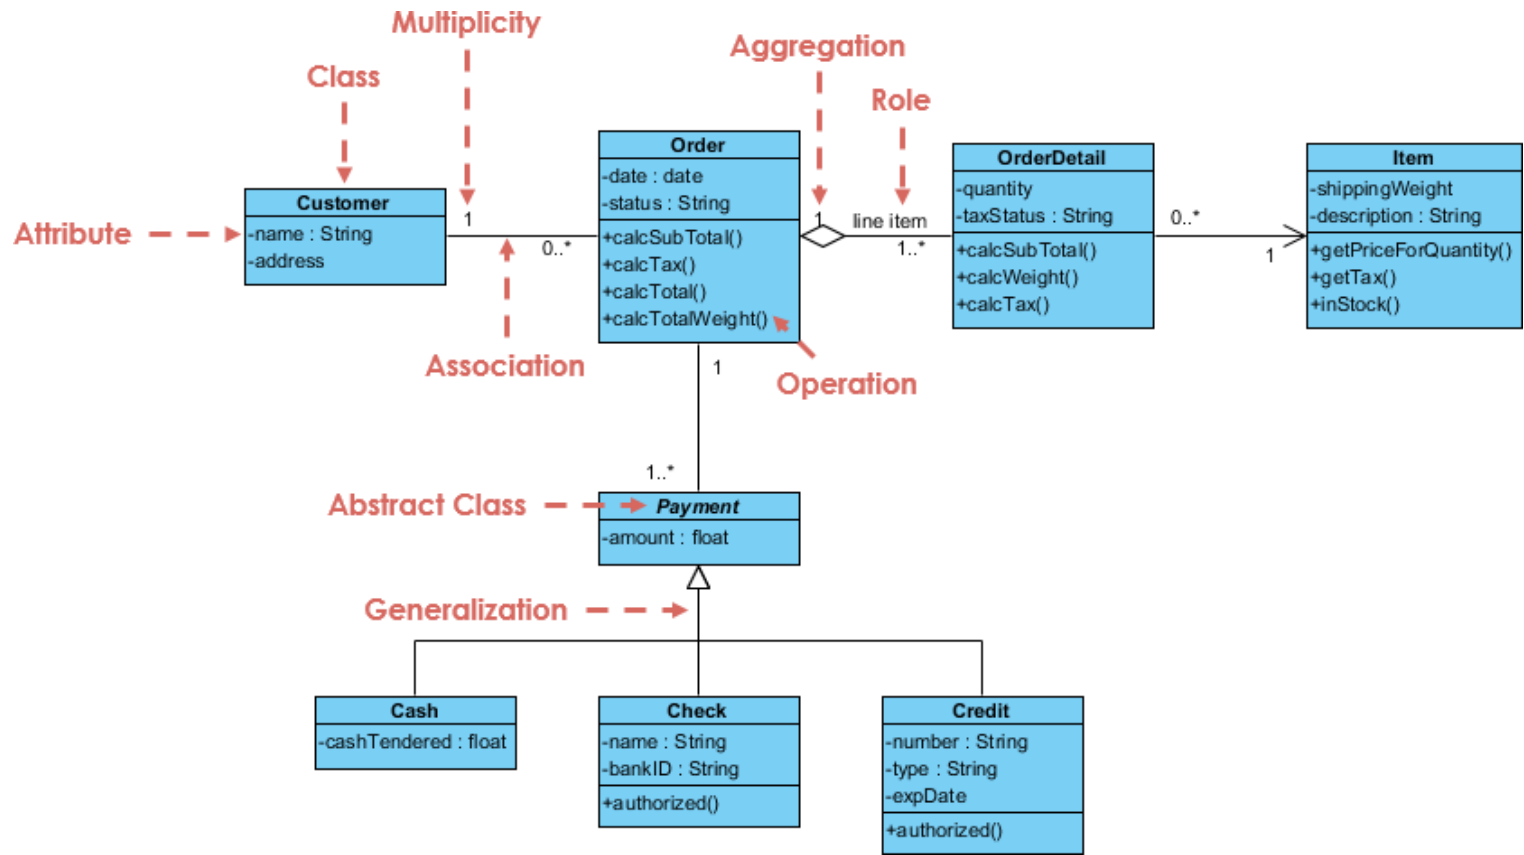 Multiplicity
Aggregation
Class
Role
Order
-date : date
-status : String
+calcSubTotal()
+calcTax()
+calcTotal()
+calcTotalWeight()
OrderDetail
-quantity
-taxStatus : String
+calcSubTotal()
+calcWeight()
+calcTax()
Item
-shippingWeight
-description : String
+getPriceForQuantity()
+getTax()
+inStock()
Customer
-name : String
-address
Attribute
1
0..*
1
line item
1..*
0..*
1
Association
Operation
1
1..*
Abstract Class
Payment
-amount : float
Generalization
Cash
-cashTendered : float
Check
-name : String
-bankID : String
+authorized()
Credit
-number : String
-type : String
-expDate
+authorized()